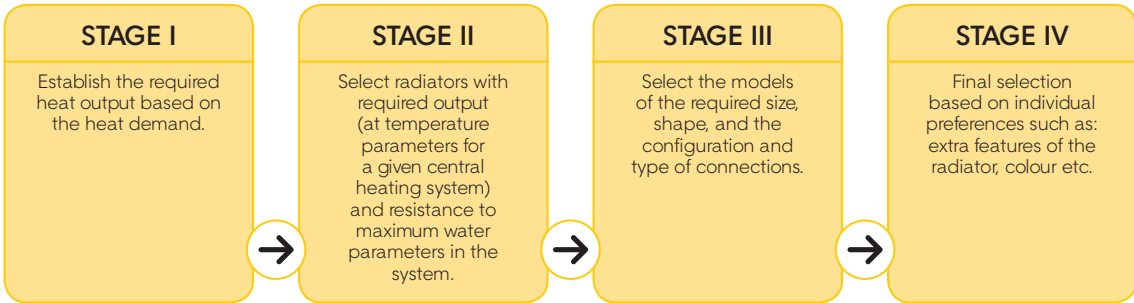 STAGE I
Establish the required
heat output based on
the heat demand.
STAGE II
Select radiators with
required output
(at temperature
parameters for
a given central
heating system)
and resistance to
maximum water
parameters in the
system.
STAGE III
Select the models
of the required size,
shape, and the
configuration and
type of connections.
STAGE IV
Final selection
based on individual
preferences such as:
extra features of the
radiator, colour etc.